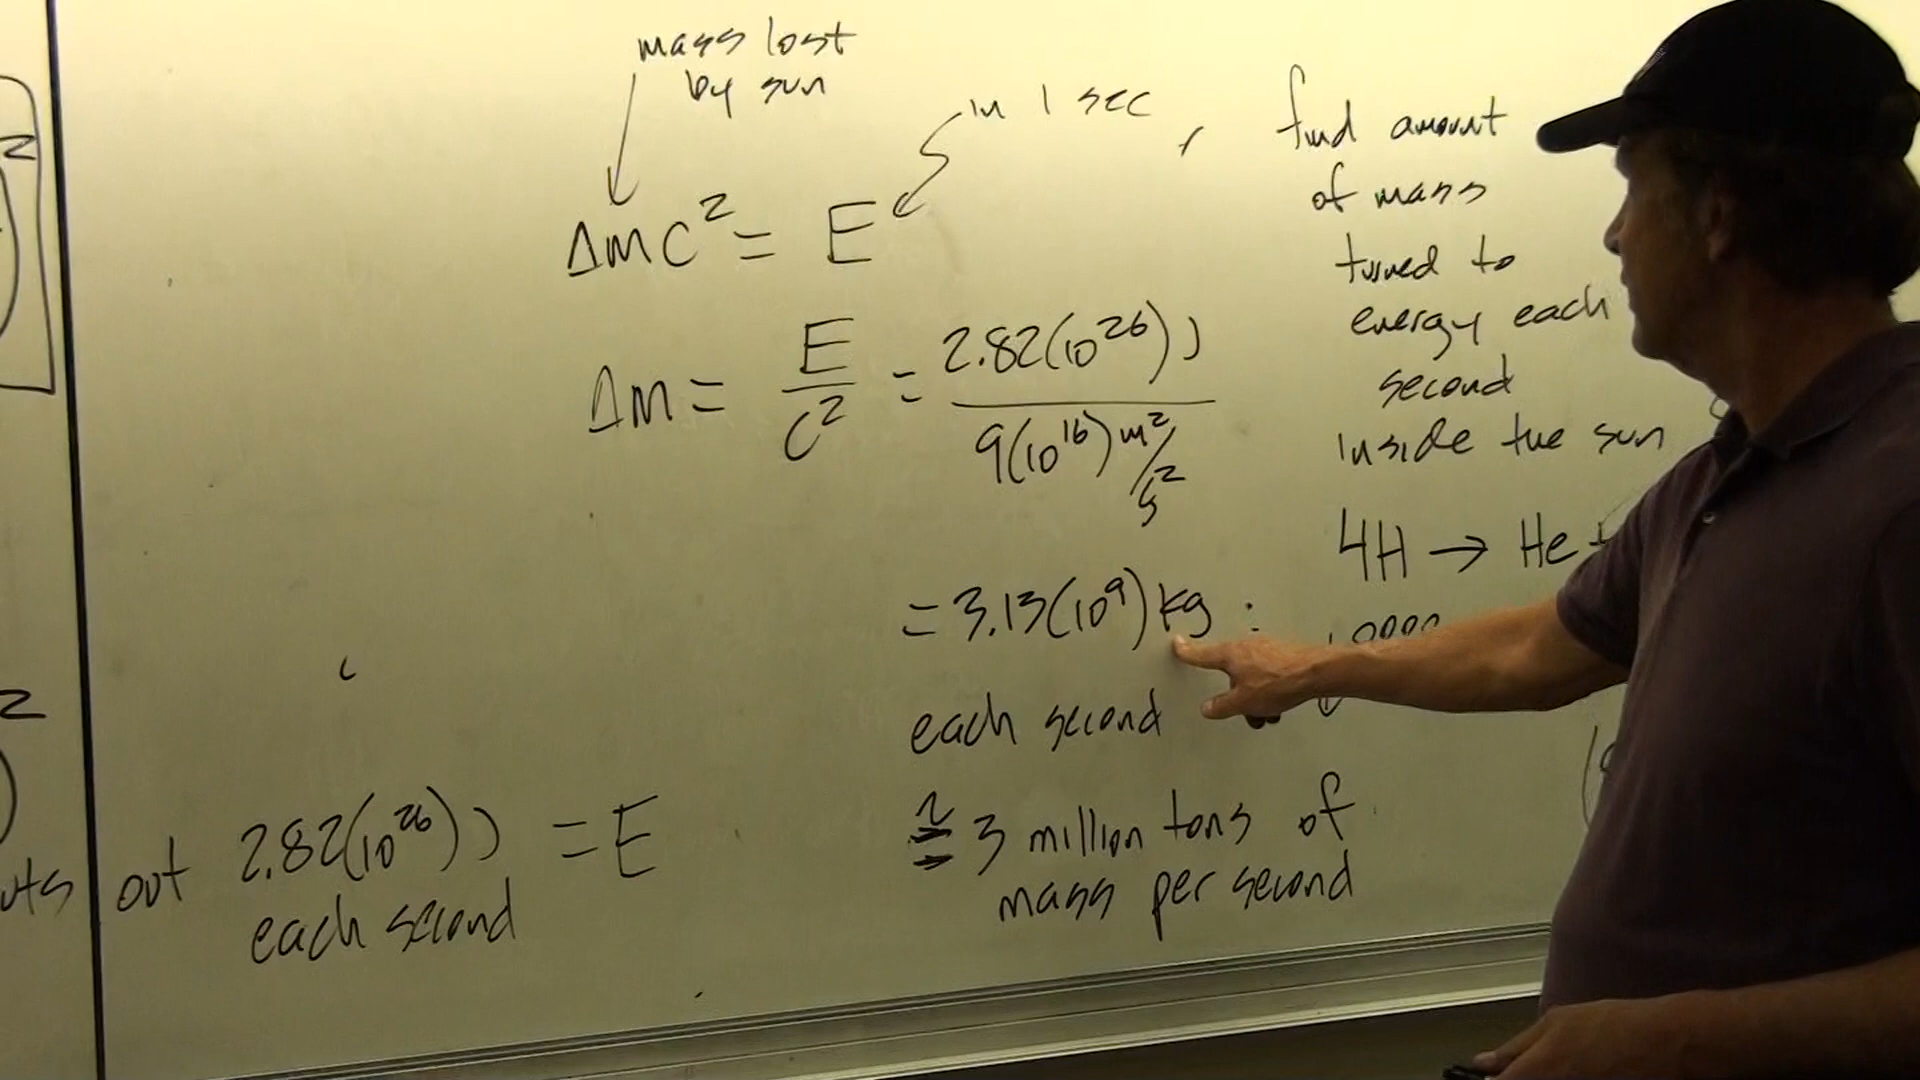 mass lost
by sun
in 1 sec
Δmc² = E
Δm = E/c² = 2.82(10²⁶)J / 9(10¹⁶) m²/s²
= 3.13(10⁹) kg
each second
≅ 3 million tons of
mass per second
out 2.82(10²⁶)J = E
each second
find amount
of mass
turned to
energy each
second
inside the sun
4H → He +